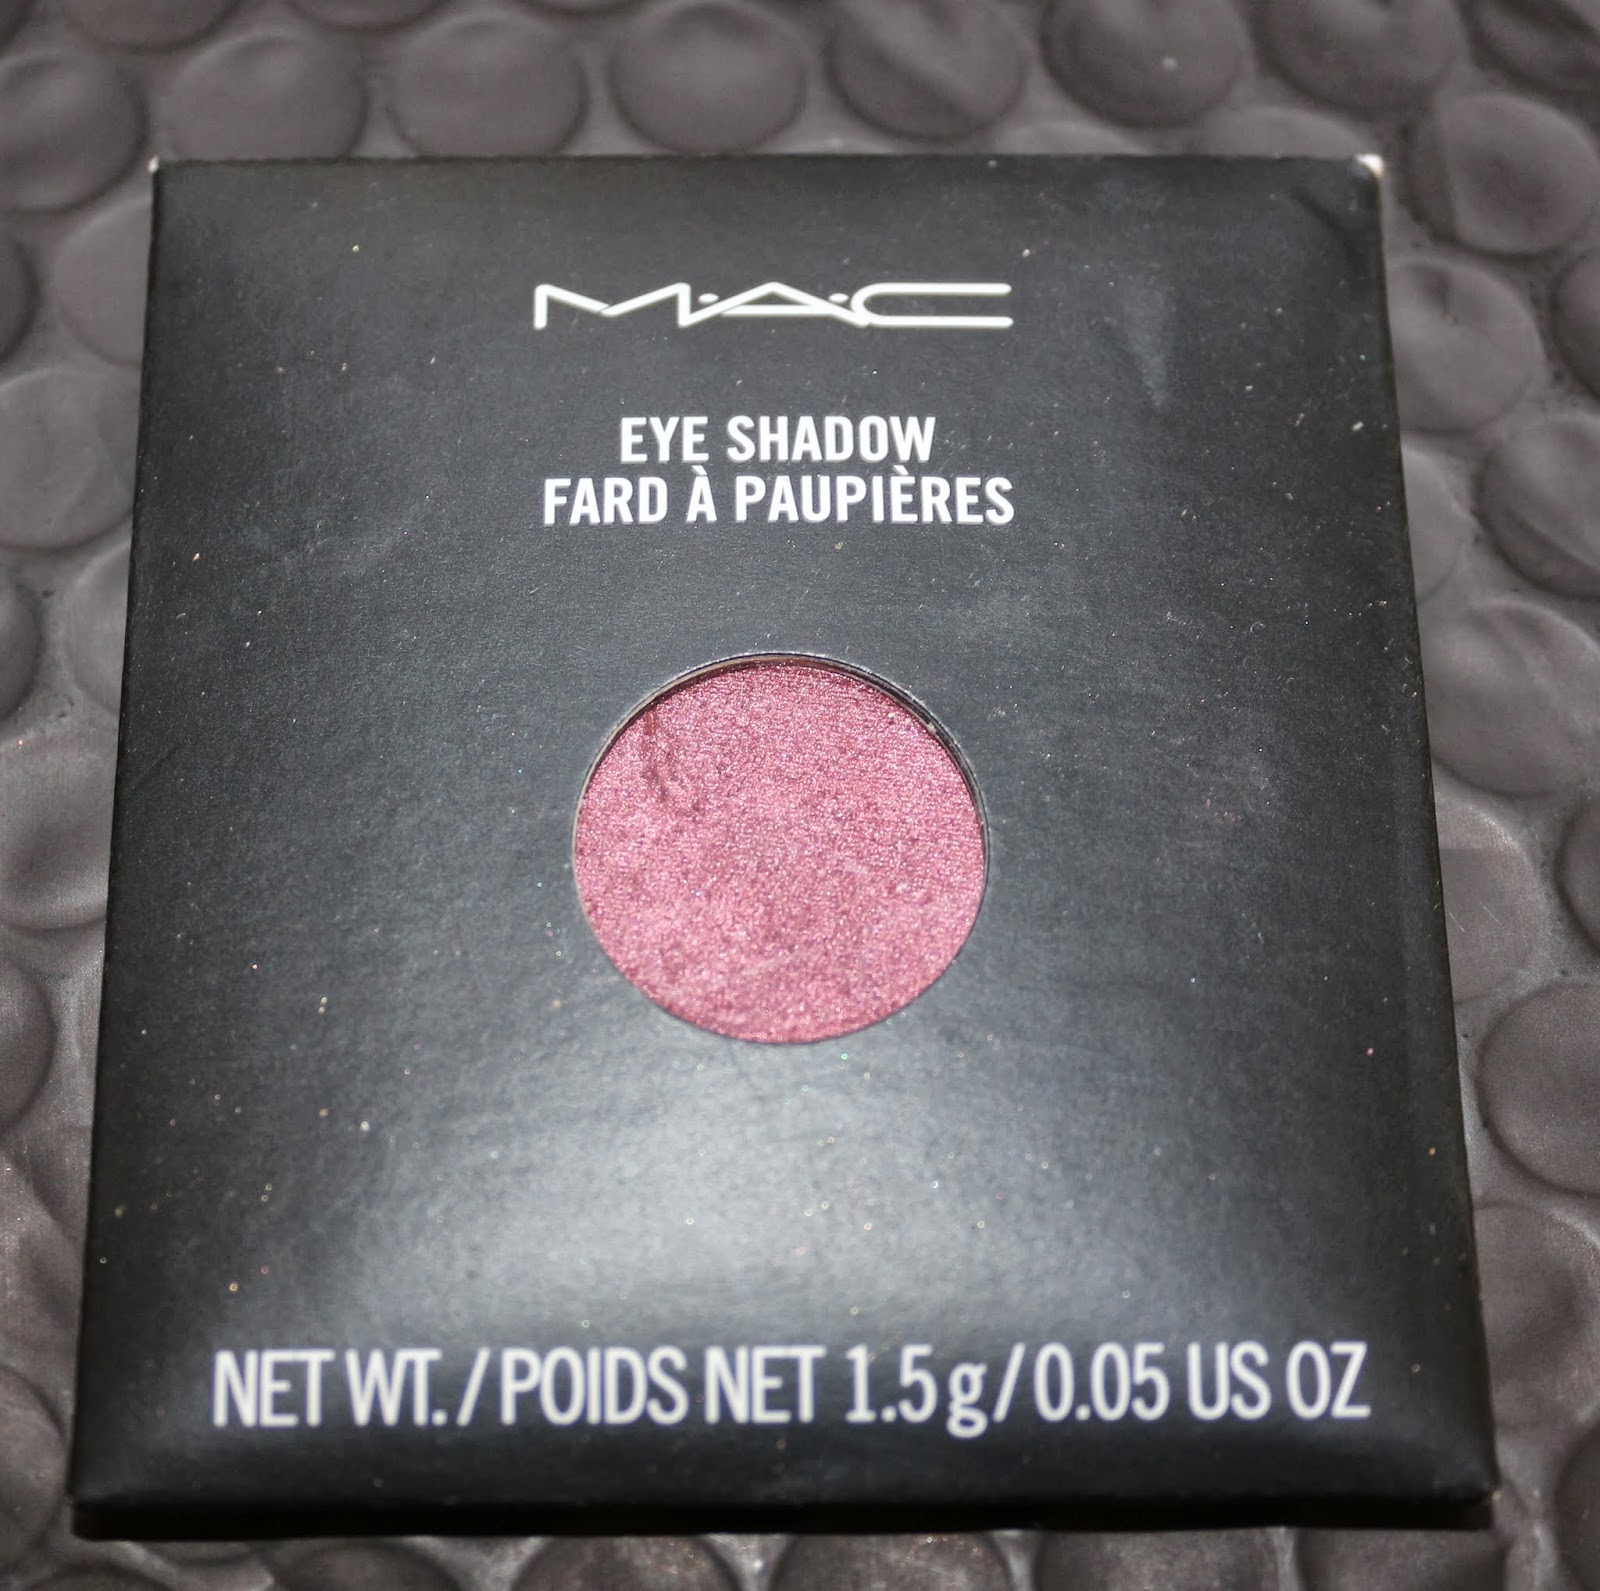 M·A·C
EYE SHADOW
FARD À PAUPIÈRES
NET WT./POIDS NET 1.5 g/0.05 US OZ